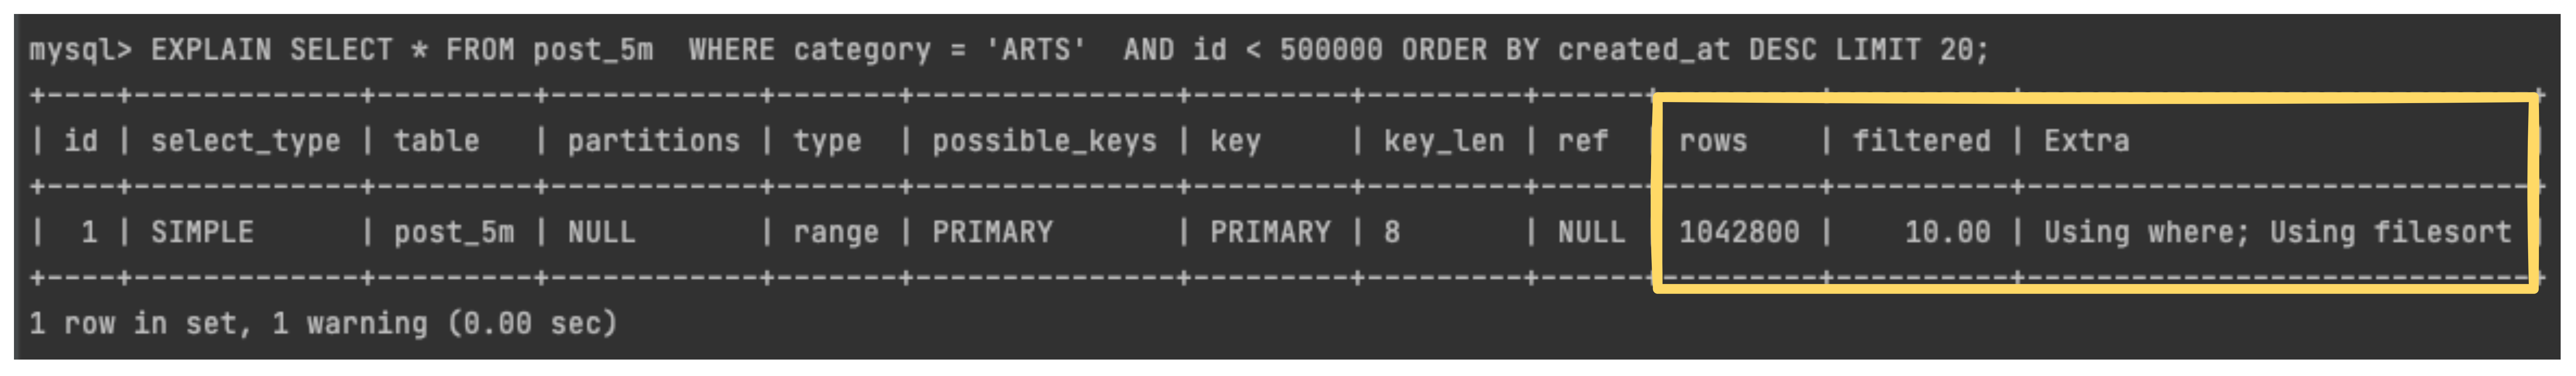 mysql> EXPLAIN SELECT * FROM post_5m  WHERE category = 'ARTS'  AND id < 500000 ORDER BY created_at DESC LIMIT 20;
+----+-------------+---------+------------+-------+---------------+---------+---------+------+---------+----------+-----------------------------+
| id | select_type | table   | partitions | type  | possible_keys | key     | key_len | ref  | rows    | filtered | Extra                       |
+----+-------------+---------+------------+-------+---------------+---------+---------+------+---------+----------+-----------------------------+
|  1 | SIMPLE      | post_5m | NULL       | range | PRIMARY       | PRIMARY | 8       | NULL | 1042800 |    10.00 | Using where; Using filesort |
+----+-------------+---------+------------+-------+---------------+---------+---------+------+---------+----------+-----------------------------+
1 row in set, 1 warning (0.00 sec)